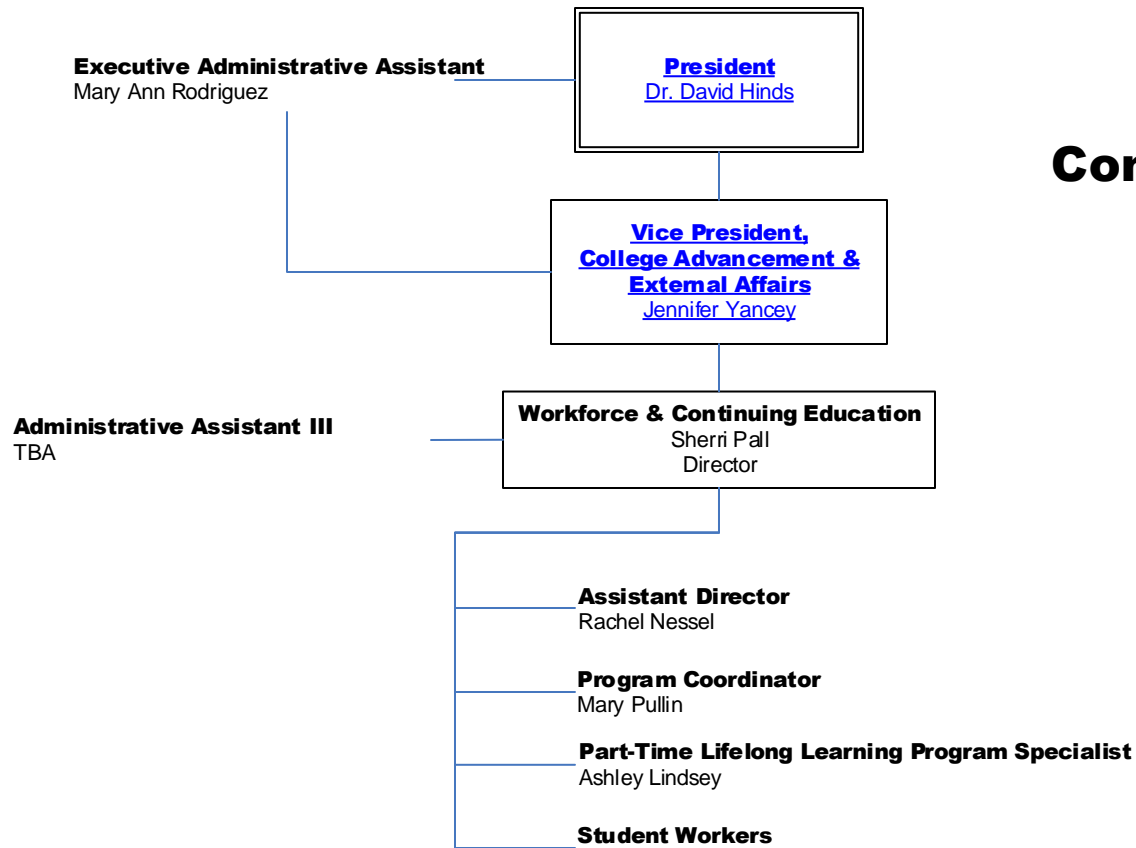 Executive Administrative Assistant
Mary Ann Rodriguez
President
Dr. David Hinds
Vice President,
College Advancement &
External Affairs
Jennifer Yancey
Administrative Assistant III
TBA
Workforce & Continuing Education
Sherri Pall
Director
Assistant Director
Rachel Nessel
Program Coordinator
Mary Pullin
Part-Time Lifelong Learning Program Specialist
Ashley Lindsey
Student Workers